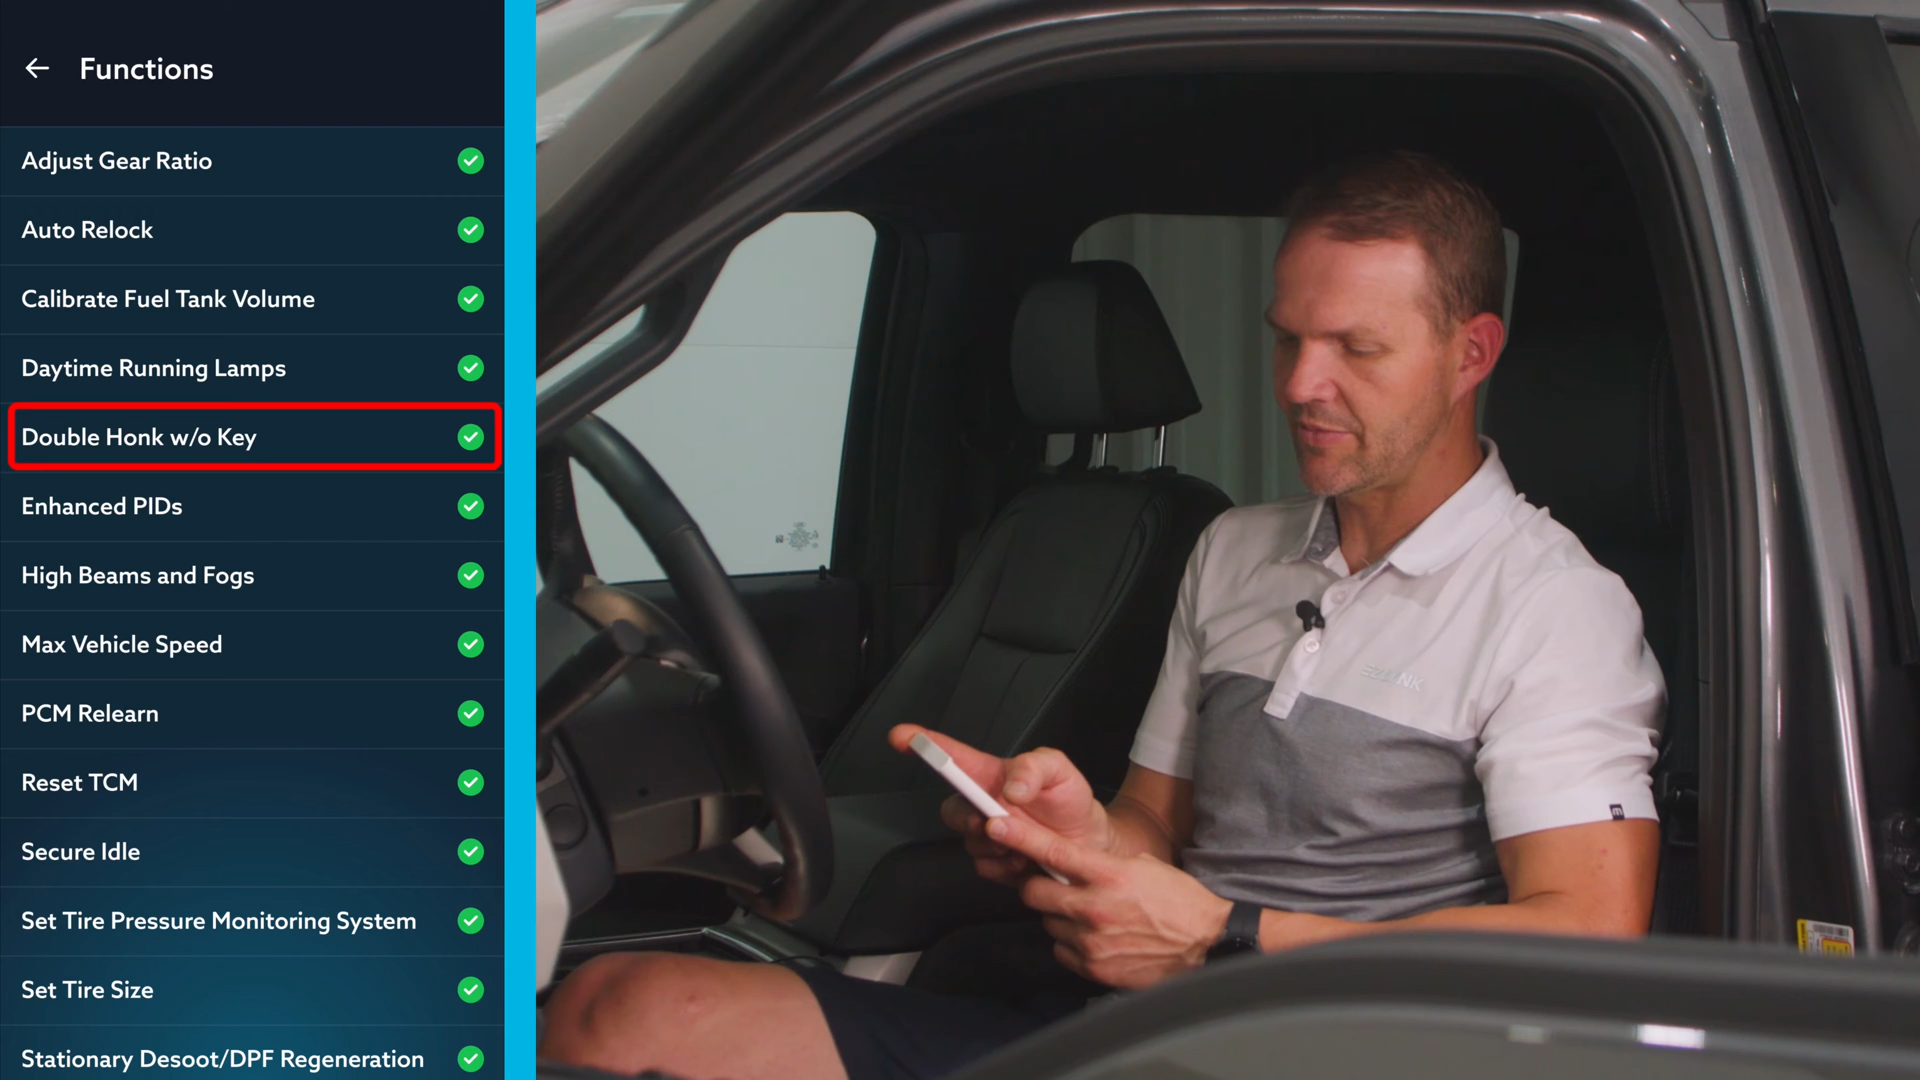 Functions
Adjust Gear Ratio
Auto Relock
Calibrate Fuel Tank Volume
Daytime Running Lamps
Double Honk w/o Key
Enhanced PIDs
High Beams and Fogs
Max Vehicle Speed
PCM Relearn
Reset TCM
Secure Idle
Set Tire Pressure Monitoring System
Set Tire Size
Stationary Desoot/DPF Regeneration
EZLYNK